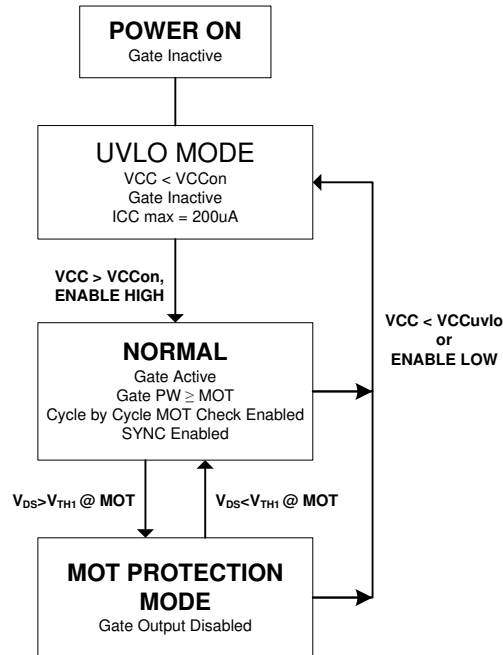 POWER ON
Gate Inactive
UVLO MODE
VCC < VCCon
Gate Inactive
ICC max = 200uA
VCC > VCCon,
ENABLE HIGH
VCC < VCCuvlo
or
ENABLE LOW
NORMAL
Gate Active
Gate PW ≥ MOT
Cycle by Cycle MOT Check Enabled
SYNC Enabled
VDS>VTH1 @ MOT
VDS<VTH1 @ MOT
MOT PROTECTION
MODE
Gate Output Disabled